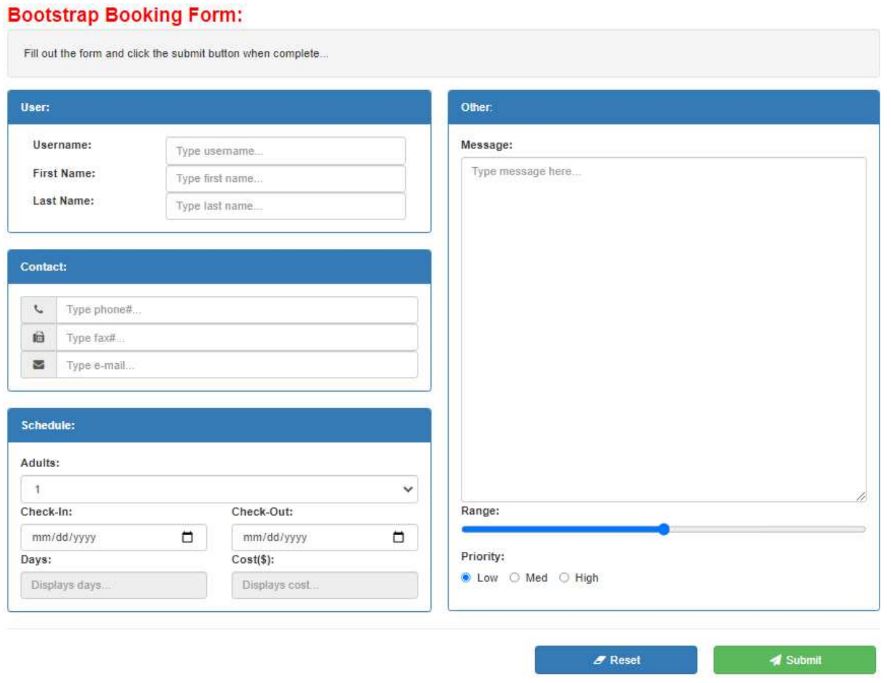 Bootstrap Booking Form:
Fill out the form and click the submit button when complete...
User:
Username:
Type username...
First Name:
Type first name...
Last Name:
Type last name...
Contact:
Type phone#...
Type fax#...
Type e-mail...
Schedule:
Adults:
1
Check-In:
Check-Out:
mm/dd/yyyy
mm/dd/yyyy
Days:
Cost($):
Displays days...
Displays cost...
Other:
Message:
Type message here...
Range:
Priority:
Low Med High
Reset
Submit